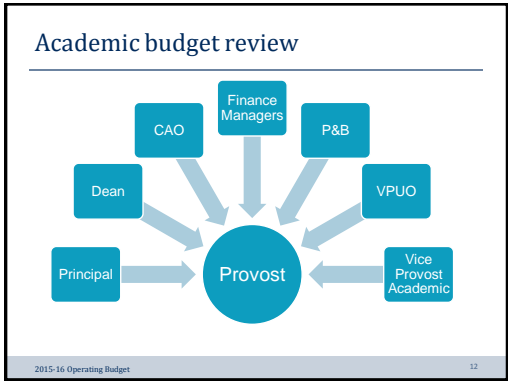 Academic budget review
Finance
Managers
CAO
P&B
Dean
VPUO
Principal
Provost
Vice
Provost
Academic
2015-16 Operating Budget
12